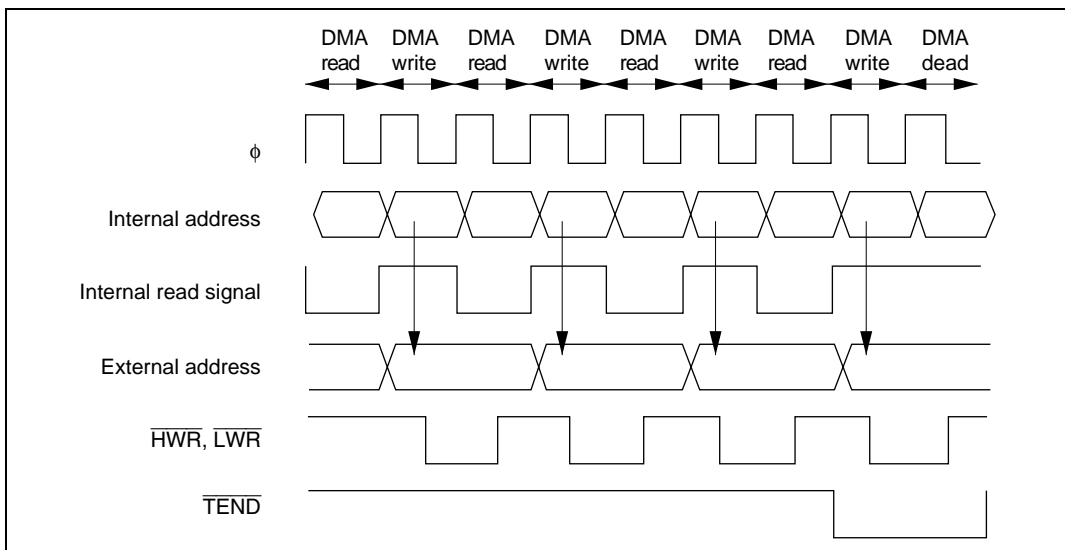 DMA read
DMA write
DMA read
DMA write
DMA read
DMA write
DMA read
DMA write
DMA dead
ϕ
Internal address
Internal read signal
External address
HWR, LWR
TEND